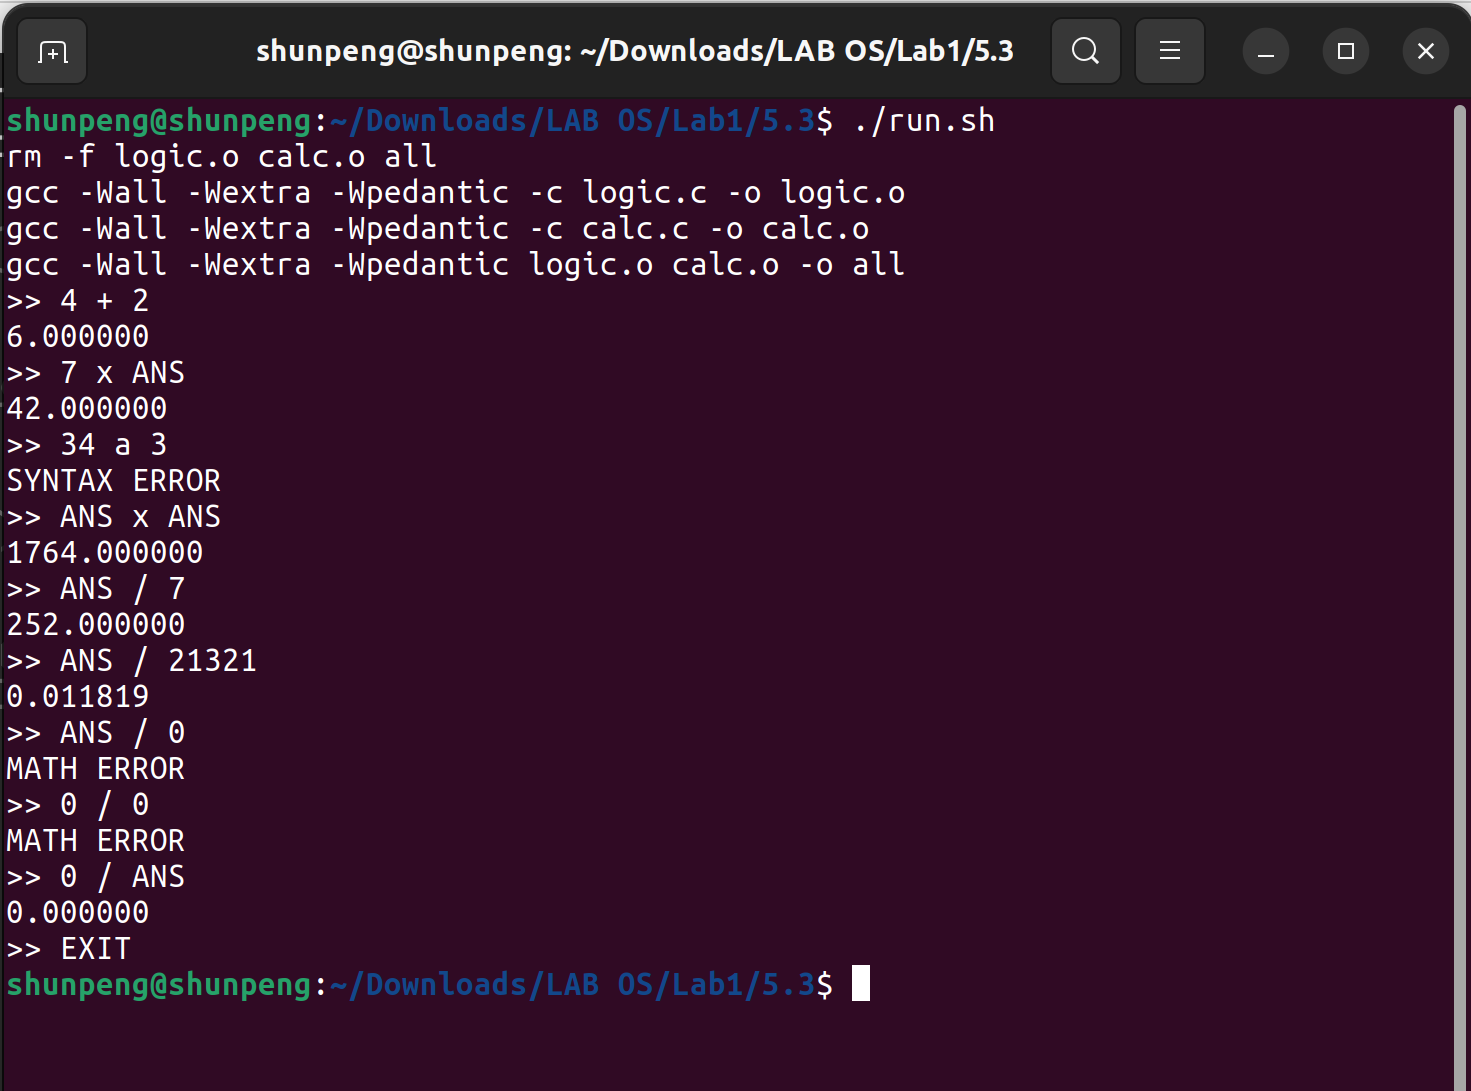 shunpeng@shunpeng: ~/Downloads/LAB OS/Lab1/5.3
shunpeng@shunpeng:~/Downloads/LAB OS/Lab1/5.3$ ./run.sh
rm -f logic.o calc.o all
gcc -Wall -Wextra -Wpedantic -c logic.c -o logic.o
gcc -Wall -Wextra -Wpedantic -c calc.c -o calc.o
gcc -Wall -Wextra -Wpedantic logic.o calc.o -o all
>> 4 + 2
6.000000
>> 7 x ANS
42.000000
>> 34 a 3
SYNTAX ERROR
>> ANS x ANS
1764.000000
>> ANS / 7
252.000000
>> ANS / 21321
0.011819
>> ANS / 0
MATH ERROR
>> 0 / 0
MATH ERROR
>> 0 / ANS
0.000000
>> EXIT
shunpeng@shunpeng:~/Downloads/LAB OS/Lab1/5.3$